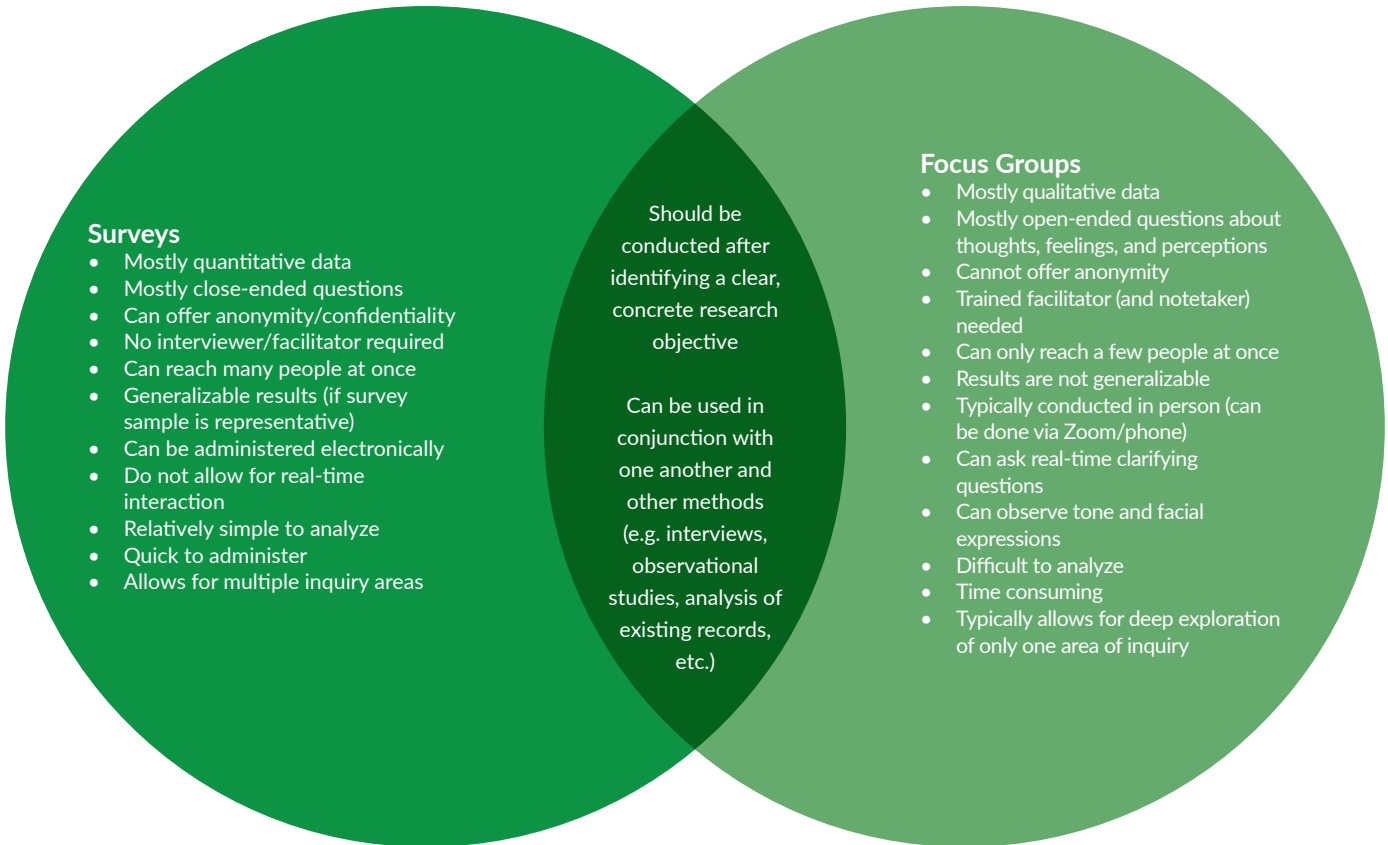 Surveys
• Mostly quantitative data
• Mostly close-ended questions
• Can offer anonymity/confidentiality
• No interviewer/facilitator required
• Can reach many people at once
• Generalizable results (if survey
sample is representative)
• Can be administered electronically
• Do not allow for real-time
interaction
• Relatively simple to analyze
• Quick to administer
• Allows for multiple inquiry areas
Should be
conducted after
identifying a clear,
concrete research
objective
Can be used in
conjunction with
one another and
other methods
(e.g. interviews,
observational
studies, analysis of
existing records,
etc.)
Focus Groups
• Mostly qualitative data
• Mostly open-ended questions about
thoughts, feelings, and perceptions
• Cannot offer anonymity
• Trained facilitator (and notetaker)
needed
• Can only reach a few people at once
• Results are not generalizable
• Typically conducted in person (can
be done via Zoom/phone)
• Can ask real-time clarifying
questions
• Can observe tone and facial
expressions
• Difficult to analyze
• Time consuming
• Typically allows for deep exploration
of only one area of inquiry